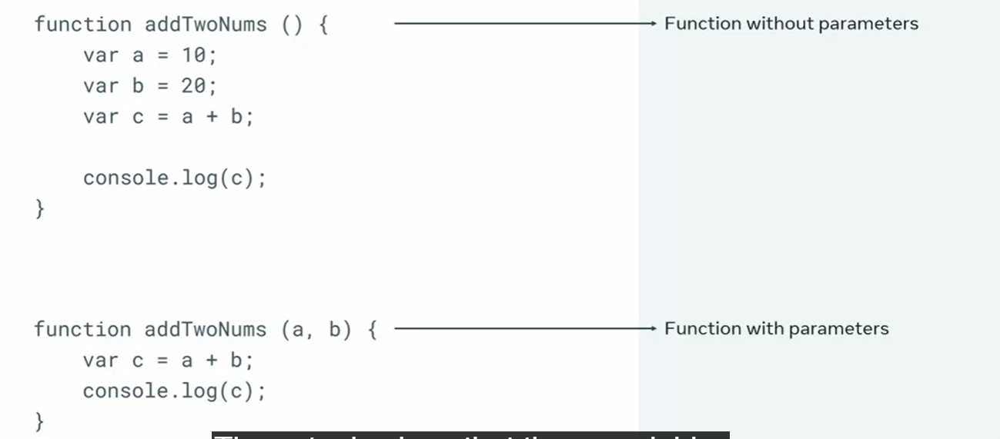 function addTwoNums () {
Function without parameters
var a = 10;
var b = 20;
var c = a + b;
console.log(c);
}
function addTwoNums (a, b) {
Function with parameters
var c = a + b;
console.log(c);
}